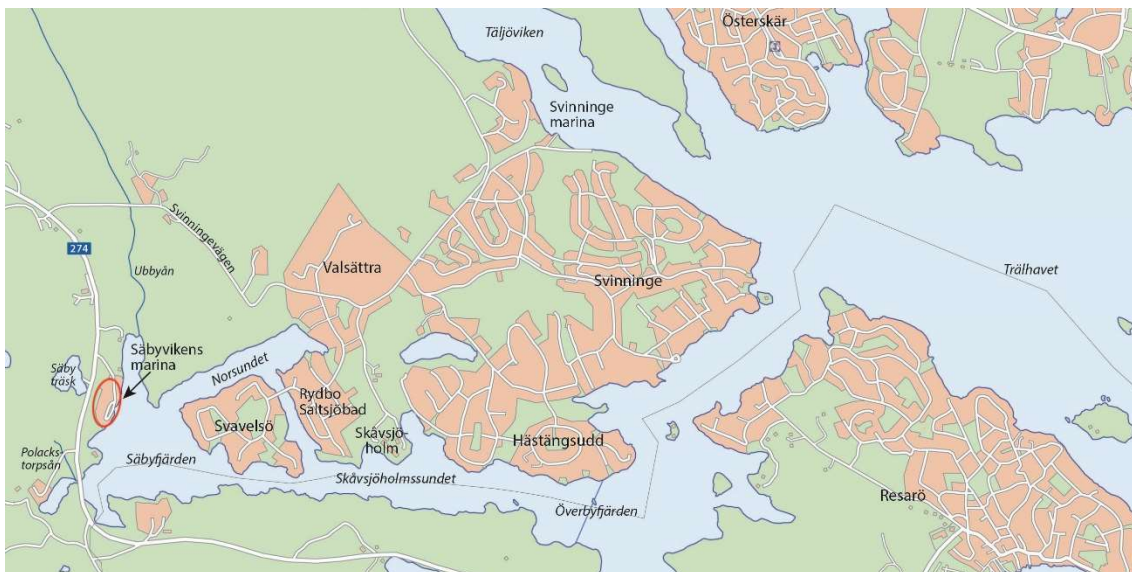 Österskär
Täljöviken
Svinninge
marina
Svinningevägen
274
Ubbyån
Valsättra
Svinninge
Trälhavet
Säbyvikens
marina
Säby
träsk
Norsundet
Rydbo
Saltsjöbad
Svavelsö
Skåvsjö-
holm
Hästängsudd
Polacks-
torpsån
Säbyfjärden
Skåvsjöholmssundet
Överbyfjärden
Resarö